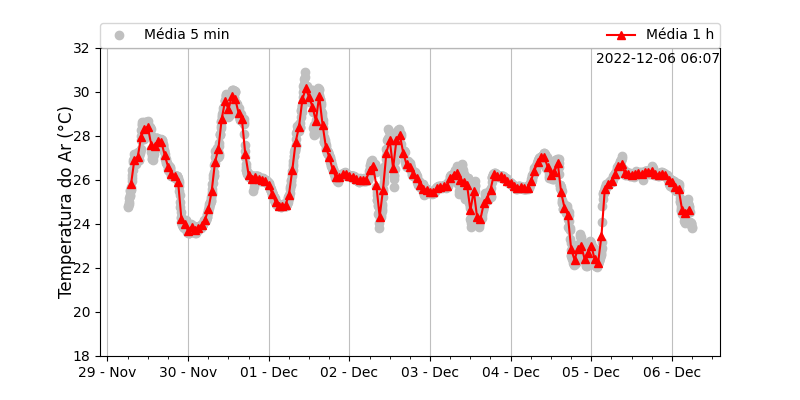 Média 5 min
Média 1 h
2022-12-06 06:07
Temperatura do Ar (°C)
32
30
28
26
24
22
20
18
29 - Nov
30 - Nov
01 - Dec
02 - Dec
03 - Dec
04 - Dec
05 - Dec
06 - Dec